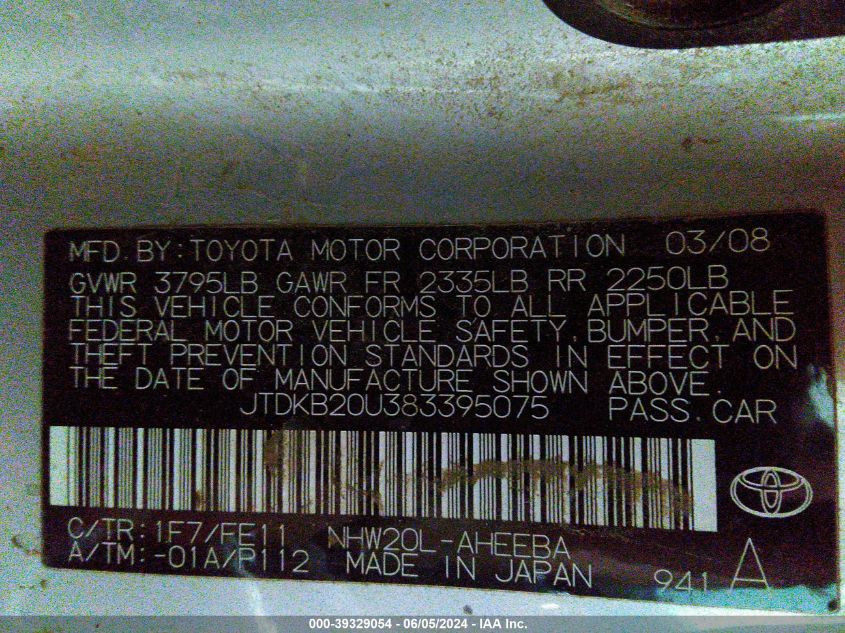 MFD. BY: TOYOTA MOTOR CORPORATION 03/08
GVWR 3795LB GAWR FR 2335LB RR 2250LB
THIS VEHICLE CONFORMS TO ALL APPLICABLE
FEDERAL MOTOR VEHICLE SAFETY, BUMPER, AND
THEFT PREVENTION STANDARDS IN EFFECT ON
THE DATE OF MANUFACTURE SHOWN ABOVE.
JTDKB20U383395075 PASS. CAR
C/TR: 1F7/FE11 NHW20L-AHEEBA
A/TM: -01A/P112 MADE IN JAPAN 941 A
000-39329054 - 06/05/2024 - IAA Inc.